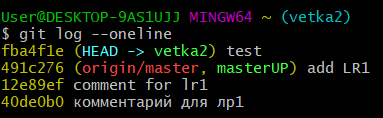 User@DESKTOP-9AS1UJJ MINGW64 ~ (vetka2)
$ git log --oneline
fba4f1e (HEAD -> vetka2) test
491c276 (origin/master, masterUP) add LR1
12e89ef comment for lr1
40de0b0 комментарий для лр1